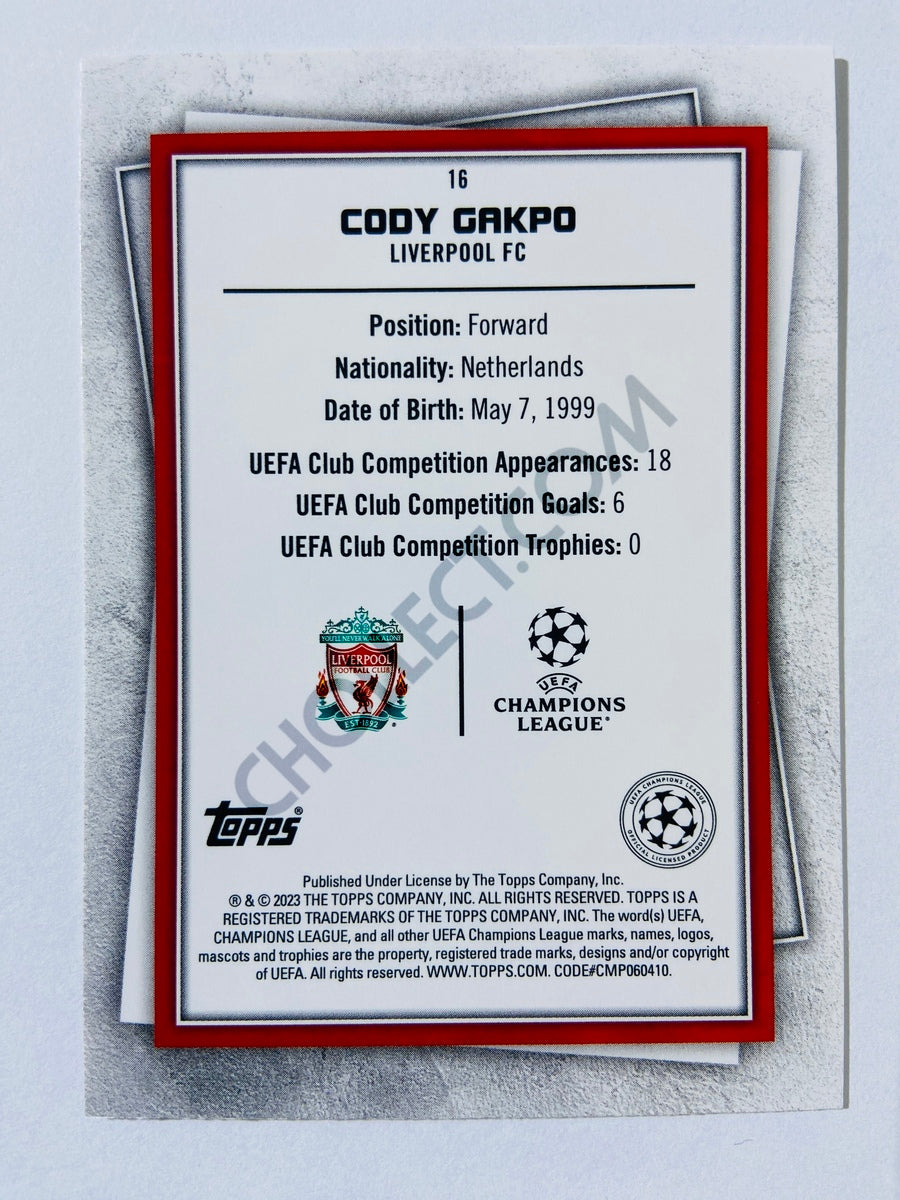 16
CODY GAKPO
LIVERPOOL FC
Position: Forward
Nationality: Netherlands
Date of Birth: May 7, 1999
UEFA Club Competition Appearances: 18
UEFA Club Competition Goals: 6
UEFA Club Competition Trophies: 0
YOU'LL NEVER WALK ALONE
LIVERPOOL
FOOTBALL CLUB
EST·1892
UEFA
CHAMPIONS
LEAGUE®
CHOLLECT.COM
Topps®
UEFA CHAMPIONS LEAGUE
OFFICIAL LICENSED PRODUCT
Published Under License by The Topps Company, Inc.
® & © 2023 THE TOPPS COMPANY, INC. ALL RIGHTS RESERVED. TOPPS IS A
REGISTERED TRADEMARKS OF THE TOPPS COMPANY, INC. The word(s) UEFA,
CHAMPIONS LEAGUE, and all other UEFA Champions League marks, names, logos,
mascots and trophies are the property, registered trade marks, designs and/or copyright
of UEFA. All rights reserved. WWW.TOPPS.COM. CODE#CMP060410.